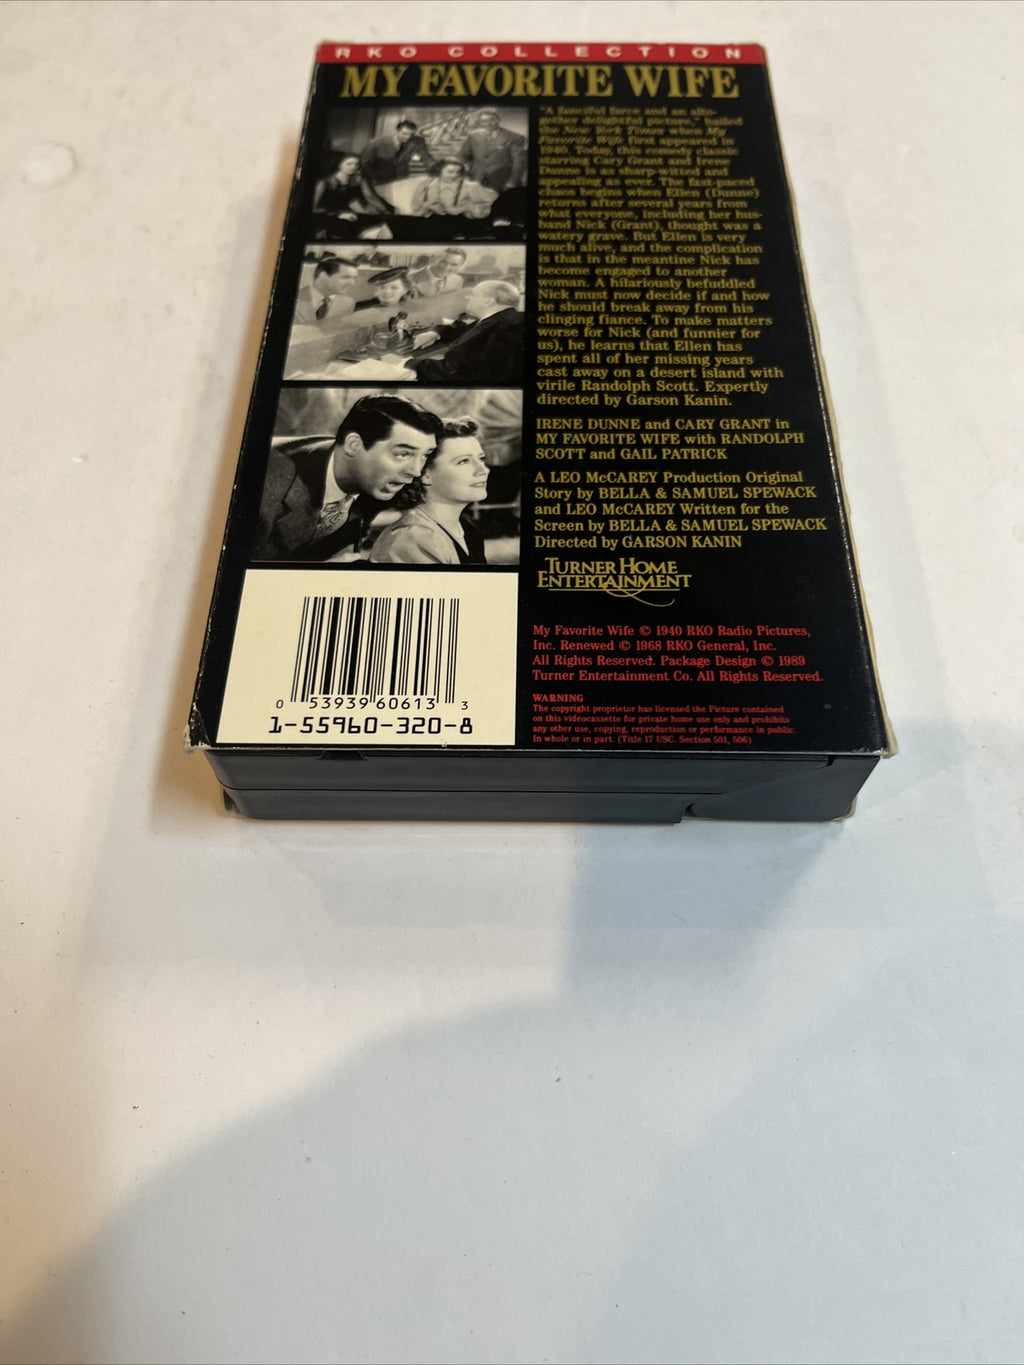 RKO COLLECTION
MY FAVORITE WIFE
"A fanciful farce and an alto-
gether delightful picture," hailed
the New York Times when My
Favorite Wife first appeared in
1940. Today, this comedy classic
starring Cary Grant and Irene
Dunne is as sharp-witted and
appealing as ever. The fast-paced
chaos begins when Ellen (Dunne)
returns after several years from
what everyone, including her hus-
band Nick (Grant), thought was a
watery grave. But Ellen is very
much alive, and the complication
is that in the meantime Nick has
become engaged to another
woman. A hilariously befuddled
Nick must now decide if and how
he should break away from his
clinging fiance. To make matters
worse for Nick (and funnier for
us), he learns that Ellen has
spent all of her missing years
cast away on a desert island with
virile Randolph Scott. Expertly
directed by Garson Kanin.
IRENE DUNNE and CARY GRANT in
MY FAVORITE WIFE with RANDOLPH
SCOTT and GAIL PATRICK
A LEO McCAREY Production Original
Story by BELLA & SAMUEL SPEWACK
and LEO McCAREY Written for the
Screen by BELLA & SAMUEL SPEWACK
Directed by GARSON KANIN
TURNER HOME
ENTERTAINMENT
My Favorite Wife © 1940 RKO Radio Pictures,
Inc. Renewed © 1968 RKO General, Inc.
All Rights Reserved. Package Design © 1989
Turner Entertainment Co. All Rights Reserved.
WARNING
The copyright proprietor has licensed the Picture contained
on this videocassette for private home use only and prohibits
any other use, copying, reproduction or performance in public.
In whole or in part. (Title 17 USC. Section 501, 506)
0 53939 60613 3
1-55960-320-8